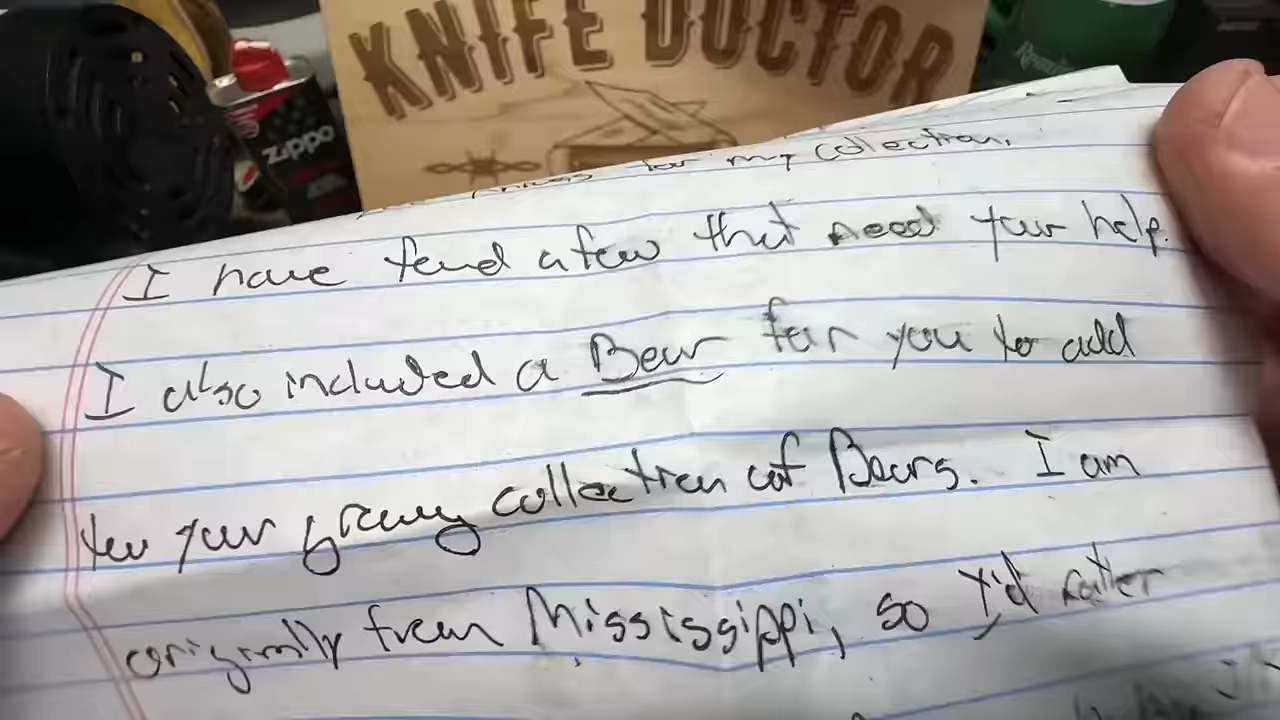 KNIFE DOCTOR
zippo
for my collection.
I have fond a few that need your help.
I also included a Bear for you to add
to your growing collection of Bears. I am
originally from Mississippi, so I'd rather